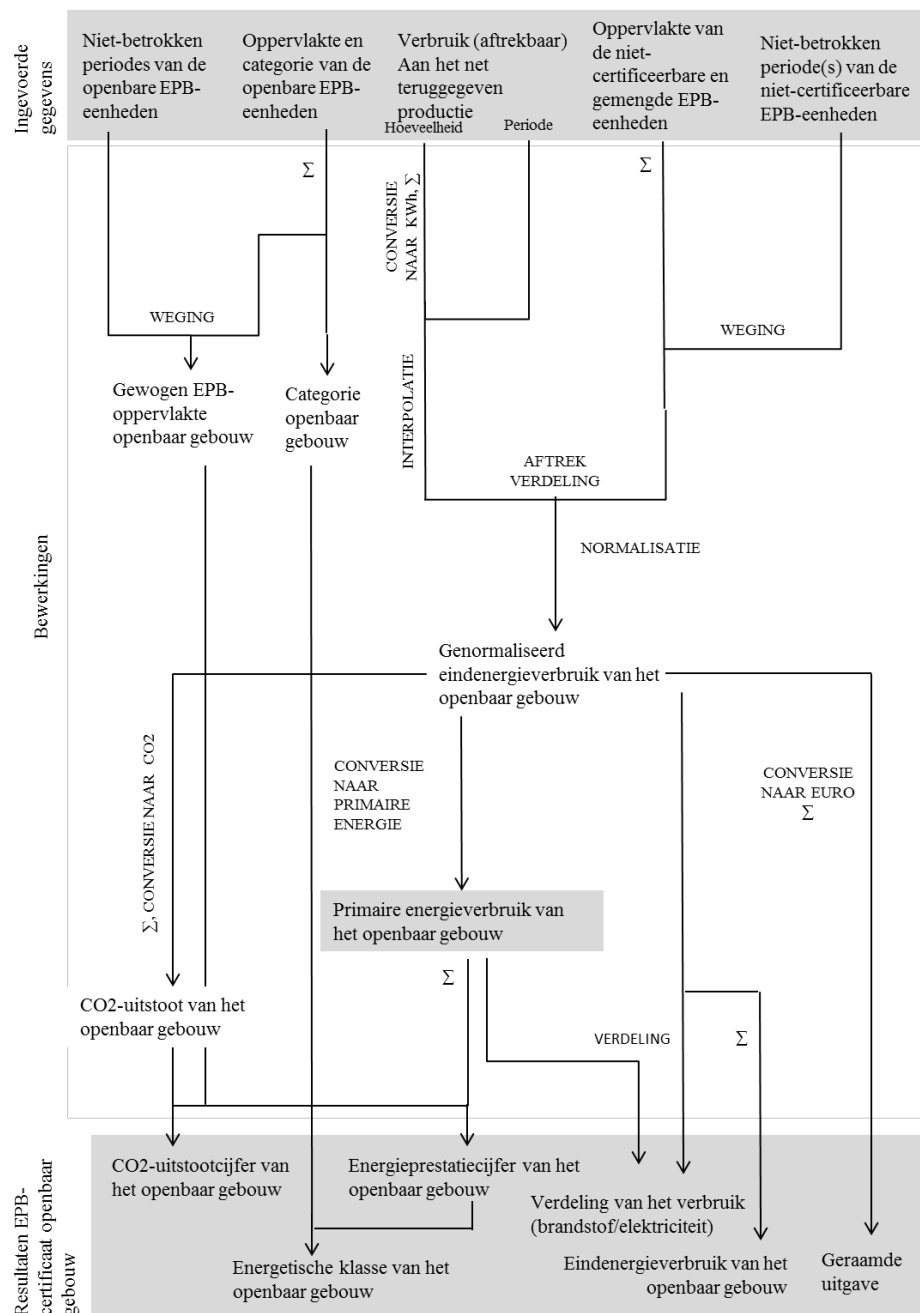 Ingevoerde
gegevens
Niet-betrokken
periodes van de
openbare EPB-
eenheden
Oppervlakte en
categorie van de
openbare EPB-
eenheden
Verbruik (aftrekbaar)
Aan het net
teruggegeven
productie
Hoeveelheid
Periode
Oppervlakte van
de niet-
certificeerbare en
gemengde EPB-
eenheden
Niet-betrokken
periode(s) van de
niet-certificeerbare
EPB-eenheden
Bewerkingen
∑
CONVERSIE
NAAR KWh, ∑
∑
WEGING
WEGING
INTERPOLATIE
Gewogen EPB-
oppervlakte
openbaar gebouw
Categorie
openbaar
gebouw
AFTREK
VERDELING
NORMALISATIE
Genormaliseerd
eindenergieverbruik van het
openbaar gebouw
∑, CONVERSIE NAAR CO2
CONVERSIE
NAAR
PRIMAIRE
ENERGIE
CONVERSIE
NAAR EURO
∑
Primaire energieverbruik van
het openbaar gebouw
∑
CO2-uitstoot van het
openbaar gebouw
VERDELING
∑
Resultaten EPB-
certificaat openbaar
gebouw
CO2-uitstootcijfer van
het openbaar gebouw
Energieprestatiecijfer van het
openbaar gebouw
Verdeling van het verbruik
(brandstof/elektriciteit)
Energetische klasse van het
openbaar gebouw
Eindenergieverbruik van het
openbaar gebouw
Geraamde
uitgave